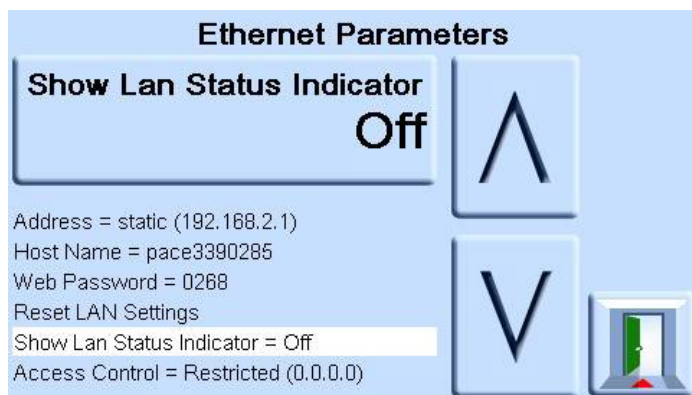 Ethernet Parameters
Show Lan Status Indicator
Off
Address = static (192.168.2.1)
Host Name = pace3390285
Web Password = 0268
Reset LAN Settings
Show Lan Status Indicator = Off
Access Control = Restricted (0.0.0.0)